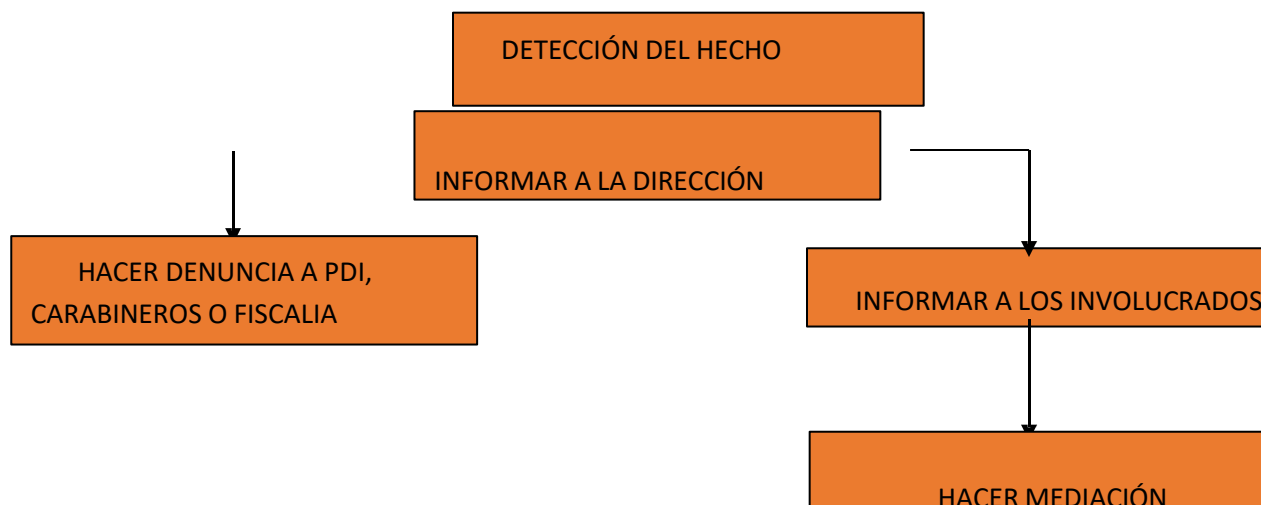 DETECCIÓN DEL HECHO
INFORMAR A LA DIRECCIÓN
HACER DENUNCIA A PDI,
CARABINEROS O FISCALIA
INFORMAR A LOS INVOLUCRADOS
HACER MEDIACIÓN